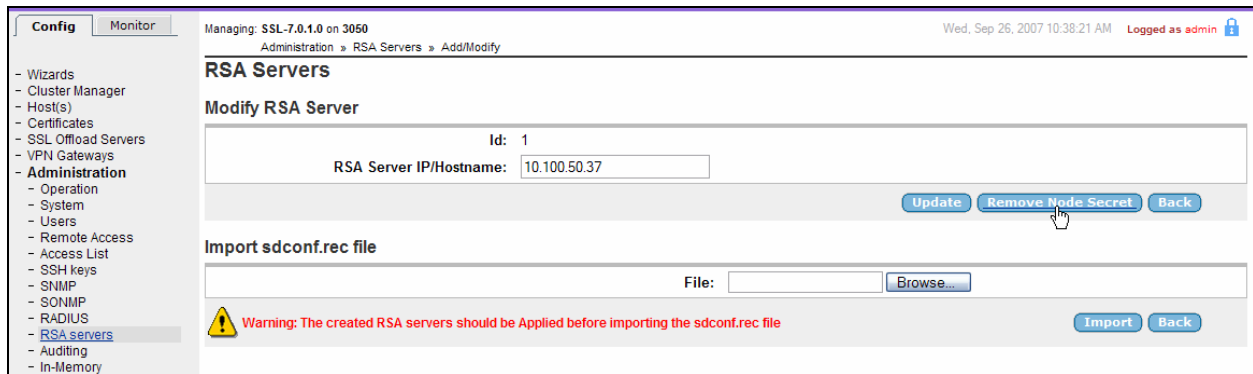 Config Monitor
Managing: SSL-7.0.1.0 on 3050
Wed, Sep 26, 2007 10:38:21 AM Logged as admin
Administration » RSA Servers » Add/Modify
- Wizards
- Cluster Manager
- Host(s)
- Certificates
- SSL Offload Servers
- VPN Gateways
- Administration
- Operation
- System
- Users
- Remote Access
- Access List
- SSH keys
- SNMP
- SONMP
- RADIUS
- RSA servers
- Auditing
- In-Memory
RSA Servers
Modify RSA Server
Id: 1
RSA Server IP/Hostname: 10.100.50.37
Update Remove Node Secret Back
Import sdconf.rec file
File: Browse...
Warning: The created RSA servers should be Applied before importing the sdconf.rec file
Import Back